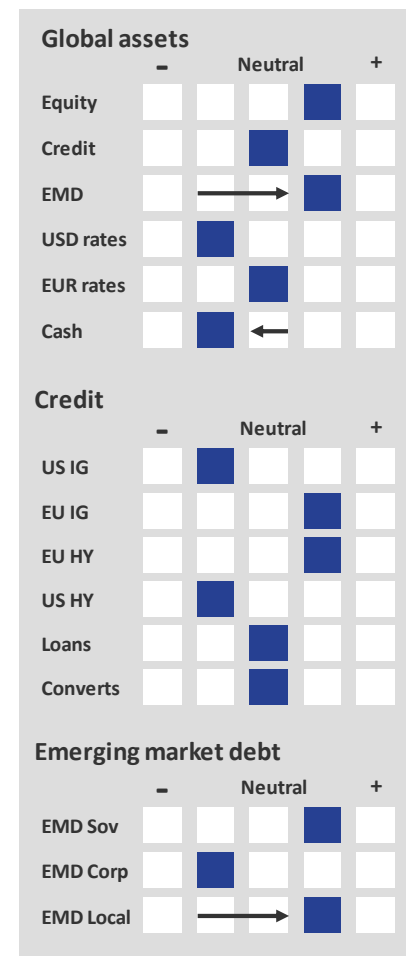 Global assets
- Neutral +
Equity
Credit
EMD
USD rates
EUR rates
Cash
Credit
- Neutral +
US IG
EU IG
EU HY
US HY
Loans
Converts
Emerging market debt
- Neutral +
EMD Sov
EMD Corp
EMD Local